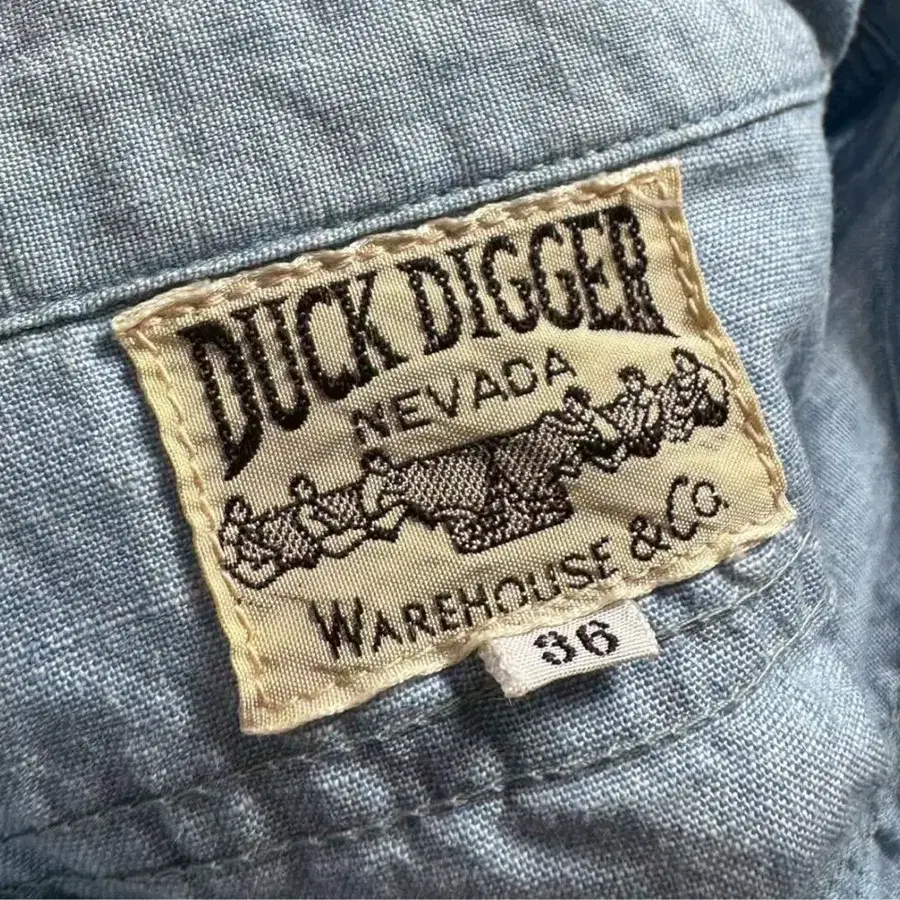 DUCK DIGGER
NEVADA
WAREHOUSE & Co.
36